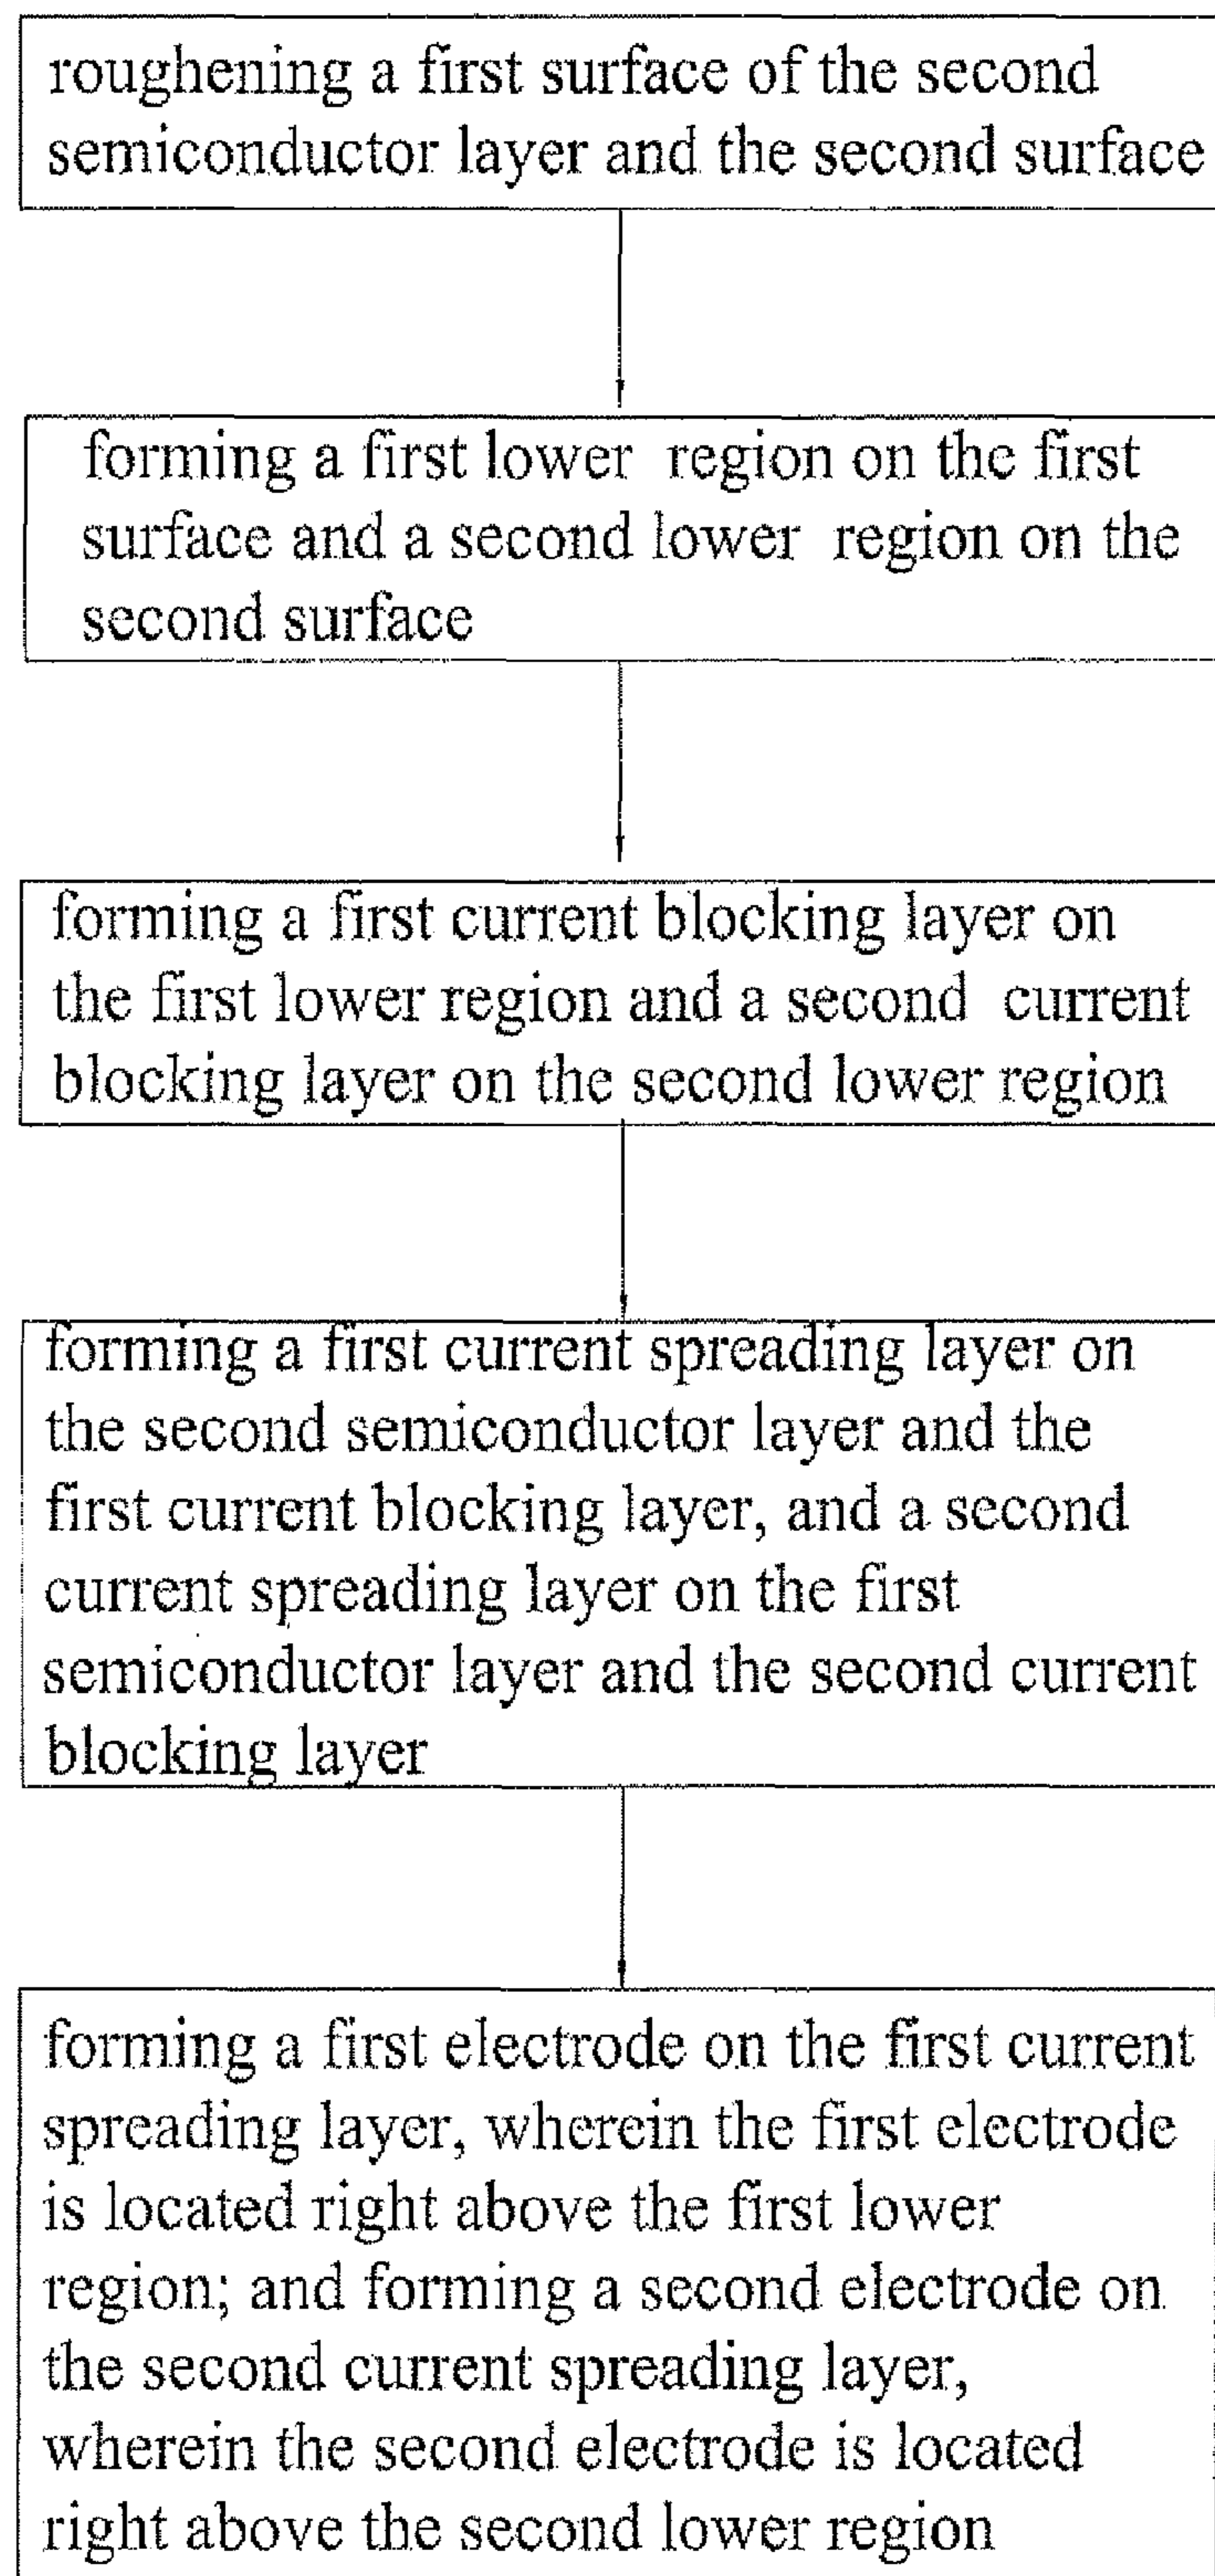 roughening a first surface of the second
semiconductor layer and the second surface
forming a first lower region on the first
surface and a second lower region on the
second surface
forming a first current blocking layer on
the first lower region and a second current
blocking layer on the second lower region
forming a first current spreading layer on
the second semiconductor layer and the
first current blocking layer, and a second
current spreading layer on the first
semiconductor layer and the second current
blocking layer
forming a first electrode on the first current
spreading layer, wherein the first electrode
is located right above the first lower
region; and forming a second electrode on
the second current spreading layer,
wherein the second electrode is located
right above the second lower region